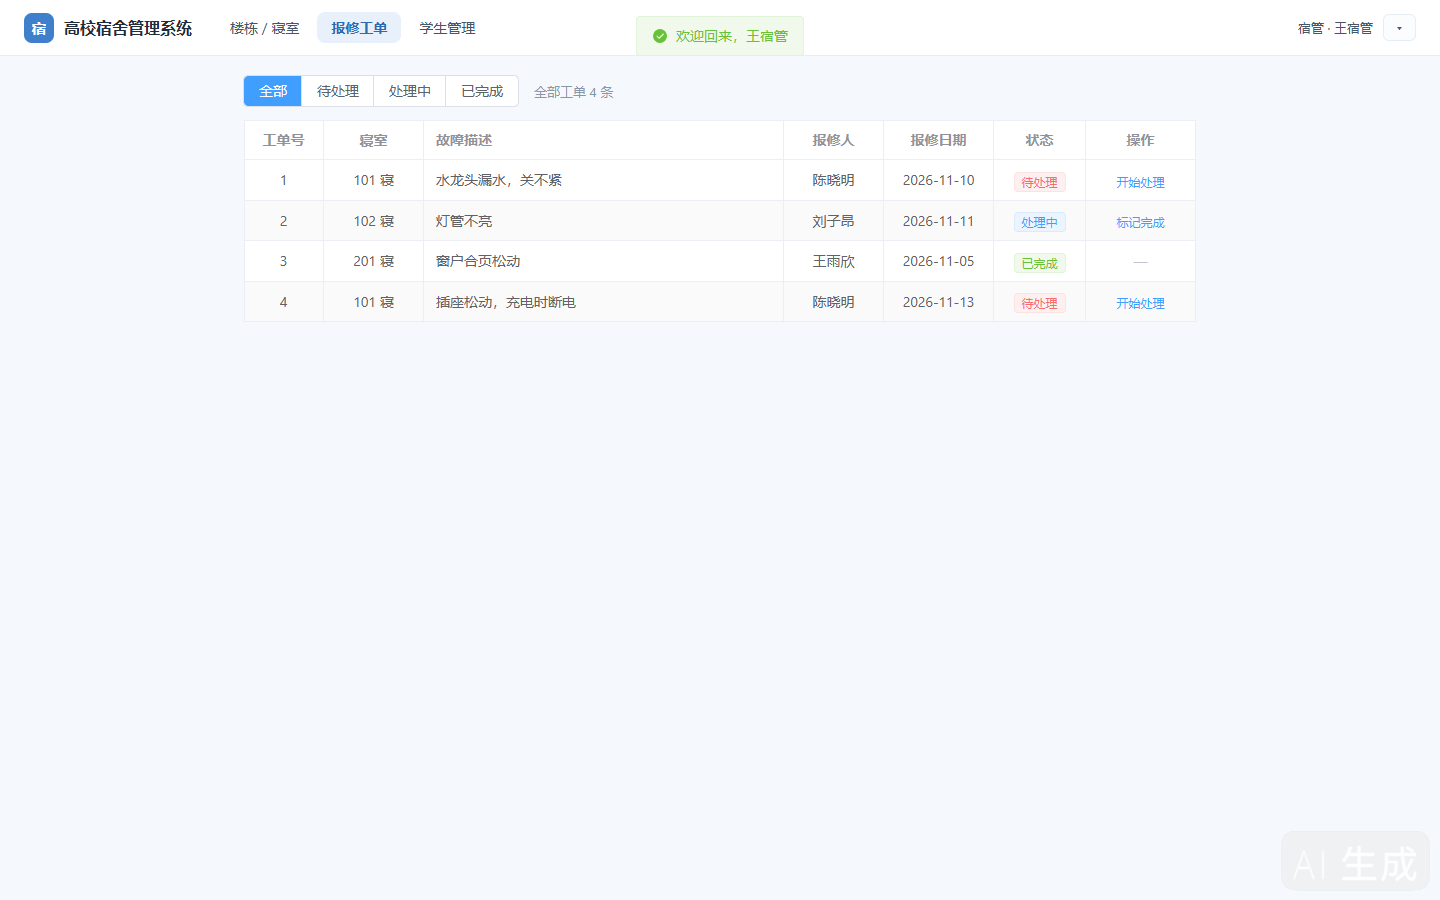 宿 高校宿舍管理系统 楼栋 / 寝室 报修工单 学生管理 欢迎回来，王宿管 宿管 · 王宿管
全部 待处理 处理中 已完成 全部工单 4 条
工单号 寝室 故障描述 报修人 报修日期 状态 操作
1 101 寝 水龙头漏水，关不紧 陈晓明 2026-11-10 待处理 开始处理
2 102 寝 灯管不亮 刘子昂 2026-11-11 处理中 标记完成
3 201 寝 窗户合页松动 王雨欣 2026-11-05 已完成 —
4 101 寝 插座松动，充电时断电 陈晓明 2026-11-13 待处理 开始处理
AI 生成